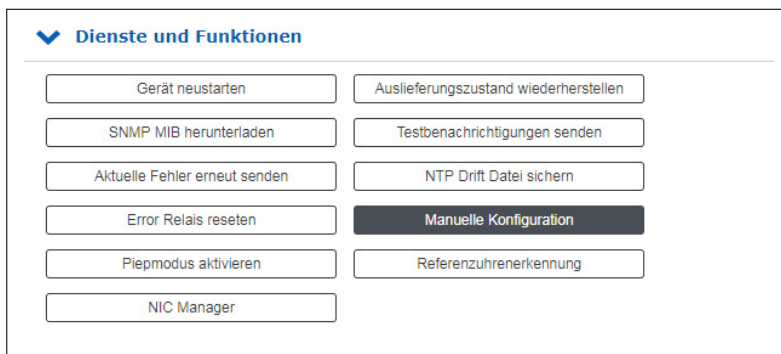 Dienste und Funktionen
Gerät neustarten
Auslieferungszustand wiederherstellen
SNMP MIB herunterladen
Testbenachrichtigungen senden
Aktuelle Fehler erneut senden
NTP Drift Datei sichern
Error Relais reseten
Manuelle Konfiguration
Piepmodus aktivieren
Referenzuhrenerkennung
NIC Manager